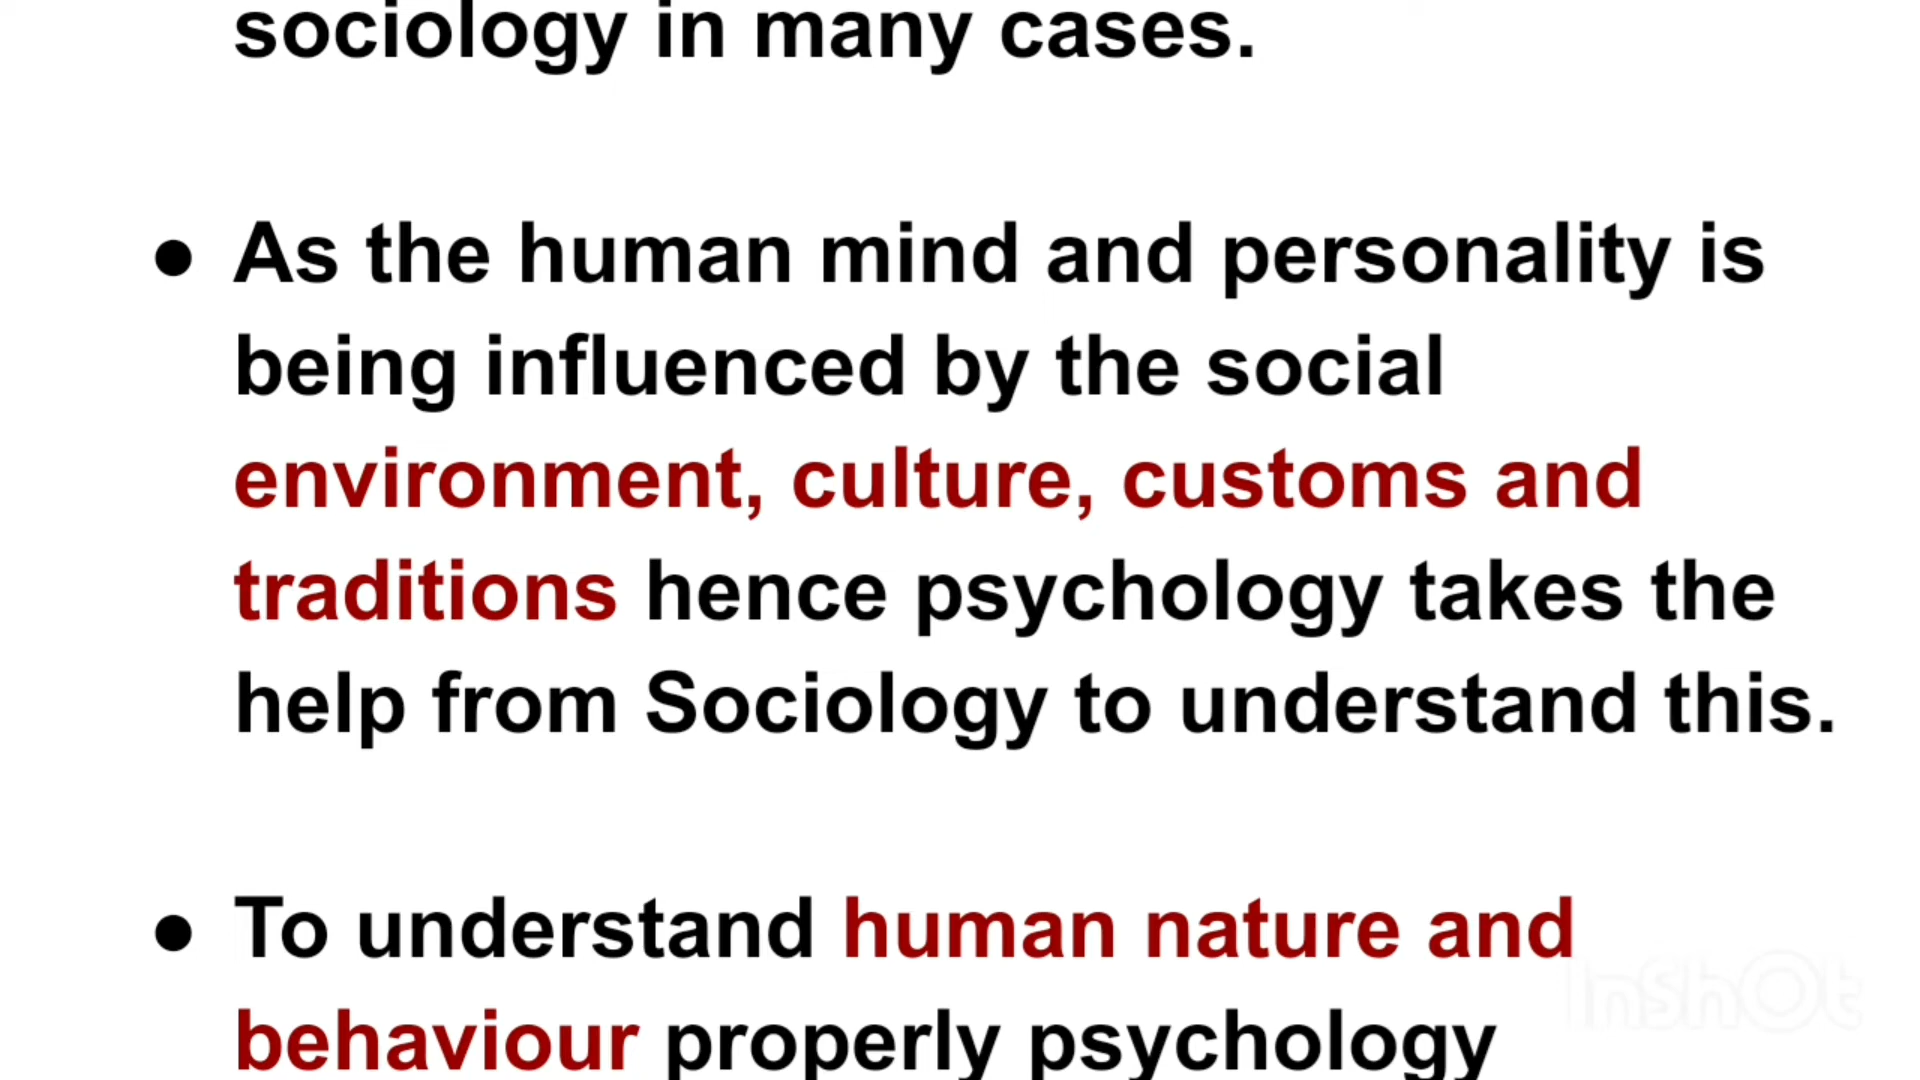 sociology in many cases.
● As the human mind and personality is
being influenced by the social
environment, culture, customs and
traditions hence psychology takes the
help from Sociology to understand this.
● To understand human nature and
behaviour properly psychology
InShOt